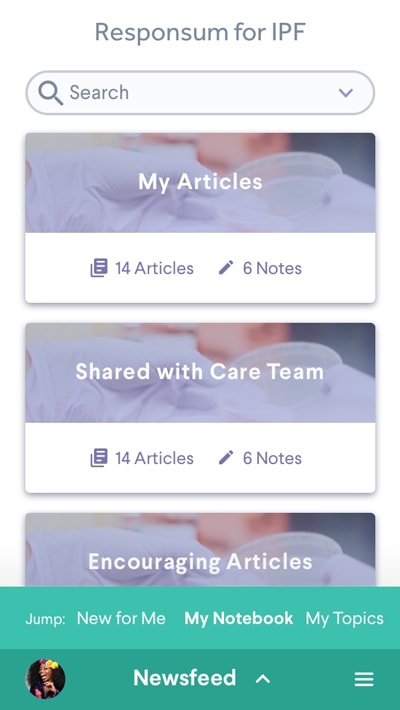 Responsum for IPF
Search
My Articles
14 Articles 6 Notes
Shared with Care Team
14 Articles 6 Notes
Encouraging Articles
Jump: New for Me My Notebook My Topics
Newsfeed